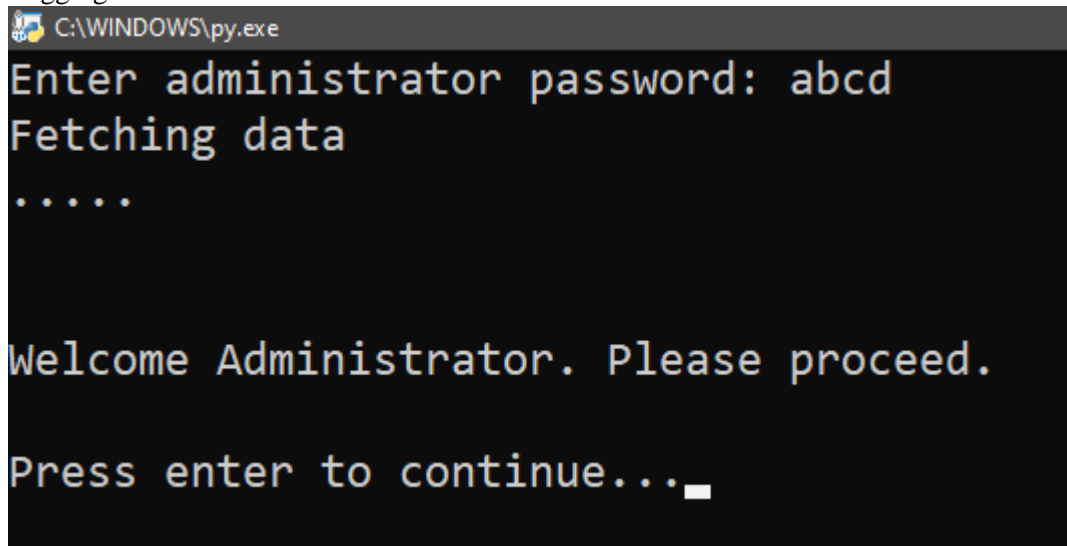 C:\WINDOWS\py.exe
Enter administrator password: abcd
Fetching data
.....
Welcome Administrator. Please proceed.
Press enter to continue...